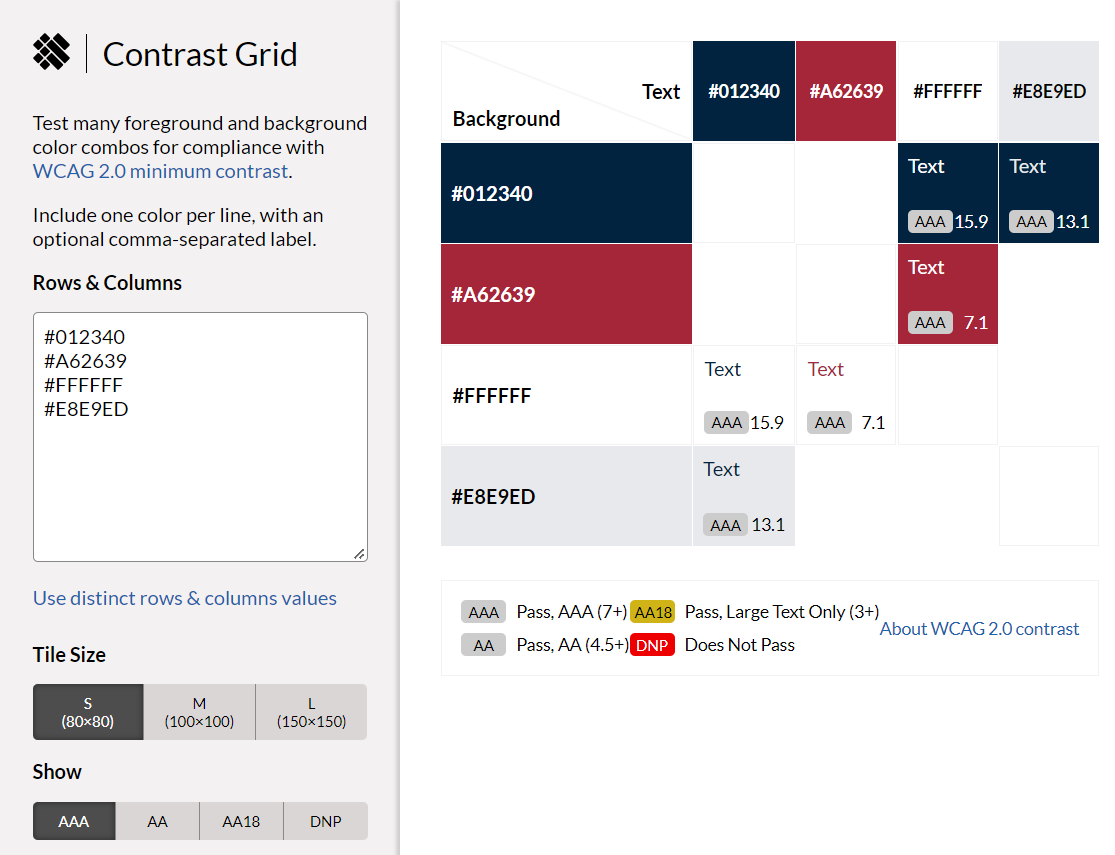 Contrast Grid
Test many foreground and background
color combos for compliance with
WCAG 2.0 minimum contrast.
Include one color per line, with an
optional comma-separated label.
Rows & Columns
#012340
#A62639
#FFFFFF
#E8E9ED
Use distinct rows & columns values
Tile Size
S
(80×80)
M
(100×100)
L
(150×150)
Show
AAA AA AA18 DNP
Text
Background
#012340 #A62639 #FFFFFF #E8E9ED
#012340
Text
AAA 15.9
Text
AAA 13.1
#A62639
Text
AAA 7.1
#FFFFFF
Text
AAA 15.9
Text
AAA 7.1
#E8E9ED
Text
AAA 13.1
AAA Pass, AAA (7+) AA18 Pass, Large Text Only (3+)
AA Pass, AA (4.5+) DNP Does Not Pass
About WCAG 2.0 contrast